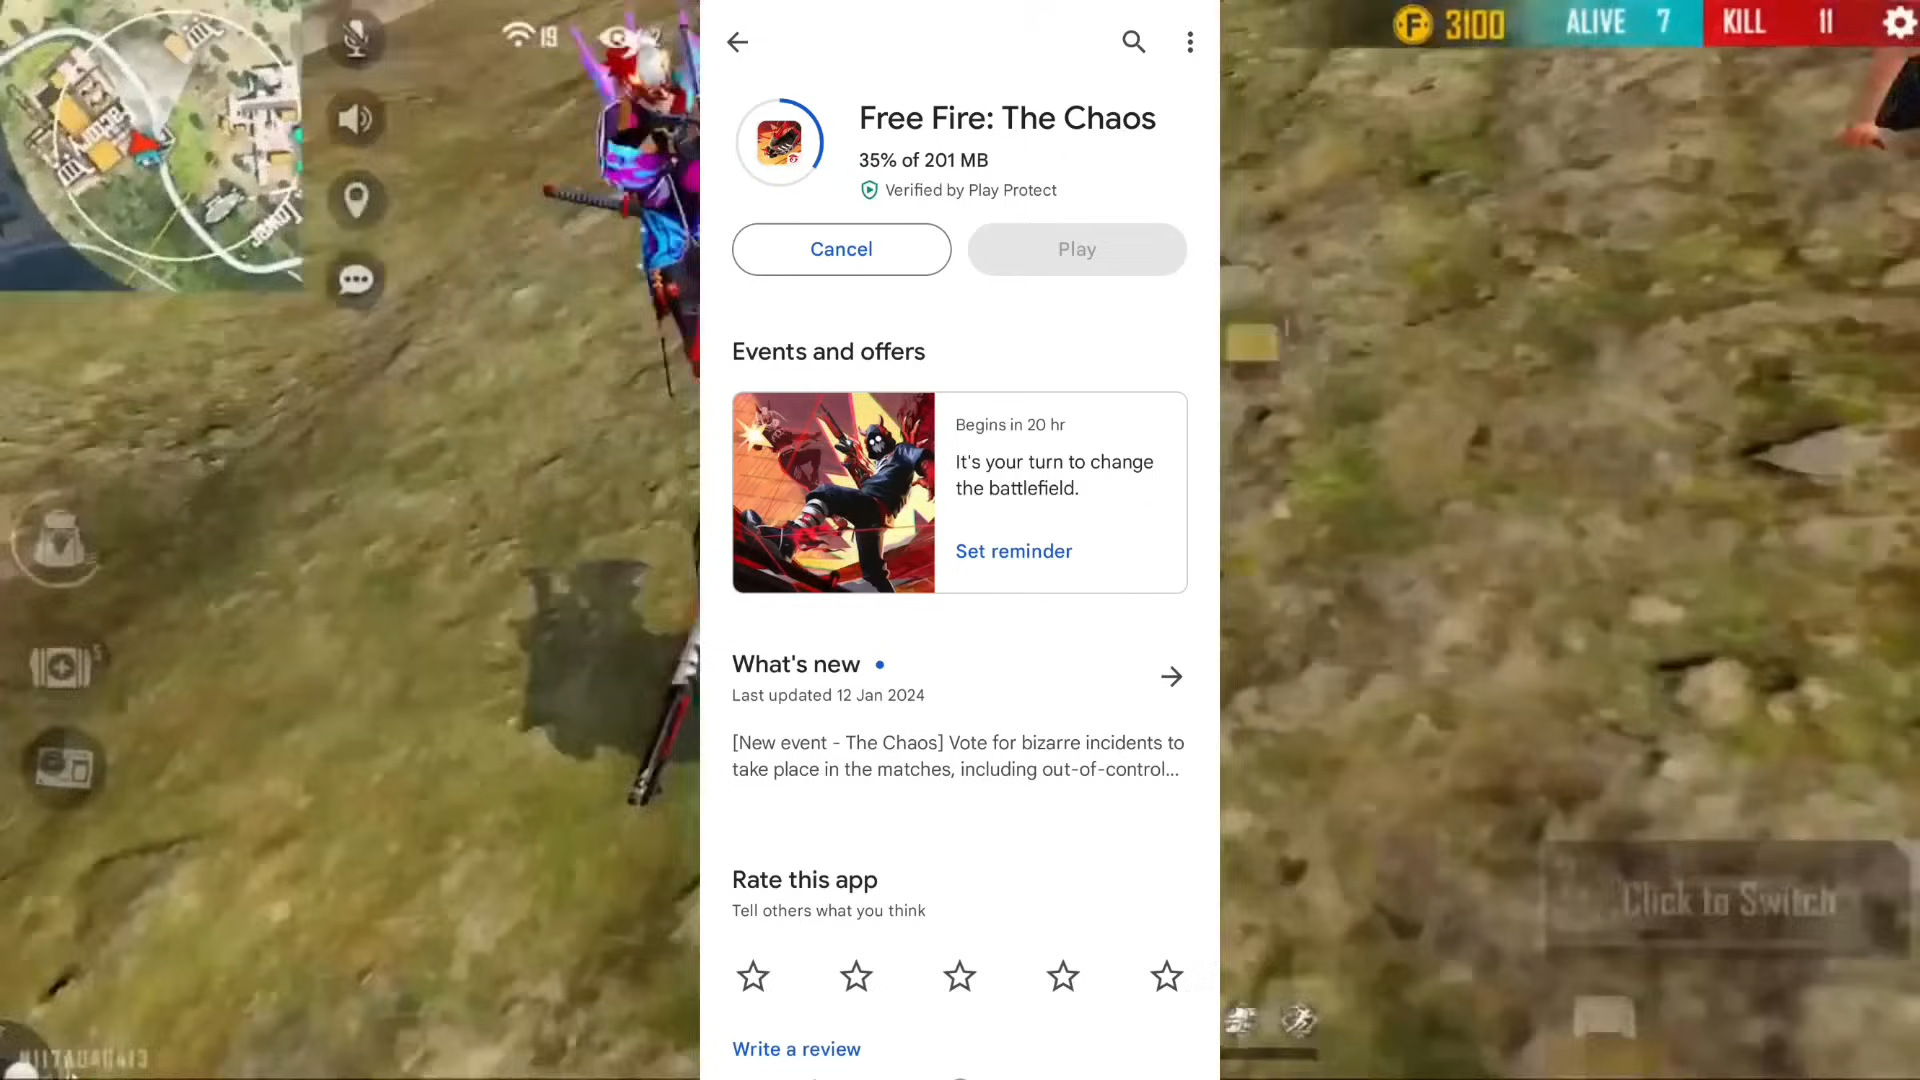 19
3100
ALIVE 7
KILL 11
Free Fire: The Chaos
35% of 201 MB
Verified by Play Protect
Cancel
Play
Events and offers
Begins in 20 hr
It's your turn to change
the battlefield.
Set reminder
What's new
Last updated 12 Jan 2024
[New event - The Chaos] Vote for bizarre incidents to
take place in the matches, including out-of-control...
Rate this app
Tell others what you think
Click to Switch
Write a review